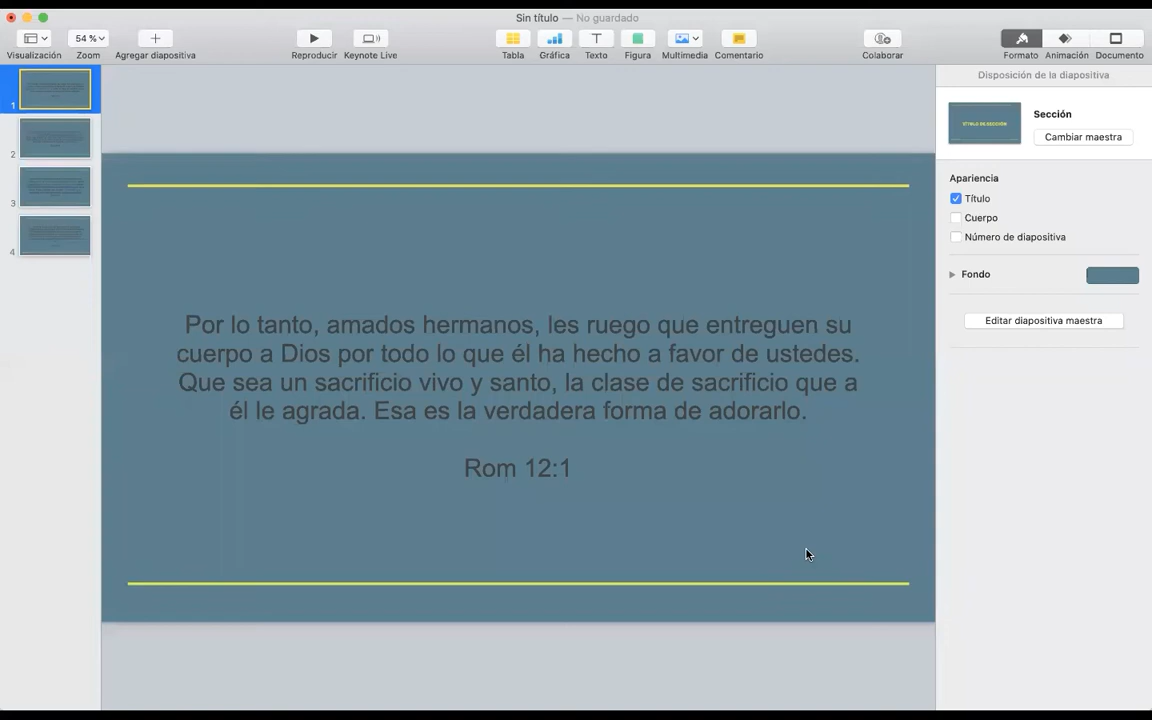 Sin título — No guardado
54 %
Visualización Zoom Agregar diapositiva Reproducir Keynote Live Tabla Gráfica Texto Figura Multimedia Comentario Colaborar Formato Animación Documento
1
2
3
4
Por lo tanto, amados hermanos, les ruego que entreguen su
cuerpo a Dios por todo lo que él ha hecho a favor de ustedes.
Que sea un sacrificio vivo y santo, la clase de sacrificio que a
él le agrada. Esa es la verdadera forma de adorarlo.
Rom 12:1
Disposición de la diapositiva
TÍTULO DE SECCIÓN
Sección
Cambiar maestra
Apariencia
Título
Cuerpo
Número de diapositiva
Fondo
Editar diapositiva maestra